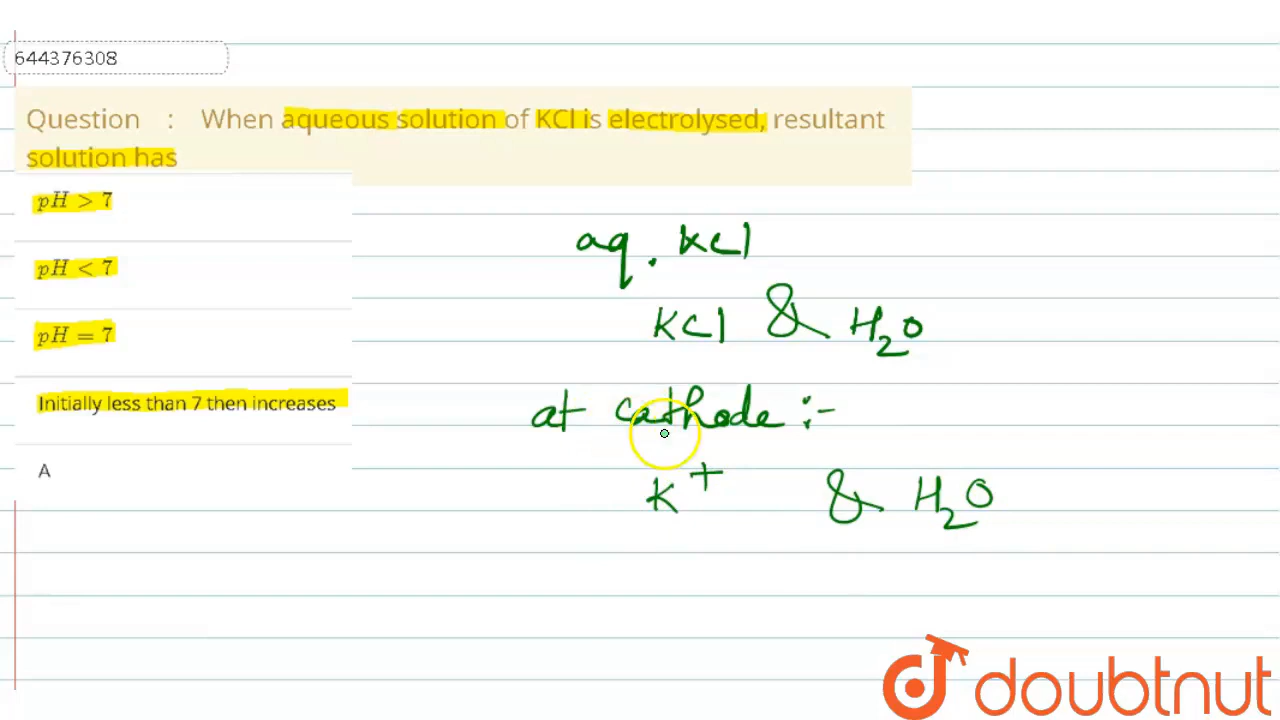 644376308
Question : When aqueous solution of KCl is electrolysed, resultant
solution has
pH > 7
pH < 7
pH = 7
Initially less than 7 then increases
A
aq. KCl
KCl & H2O
at cathode :-
K+ & H2O
doubtnut